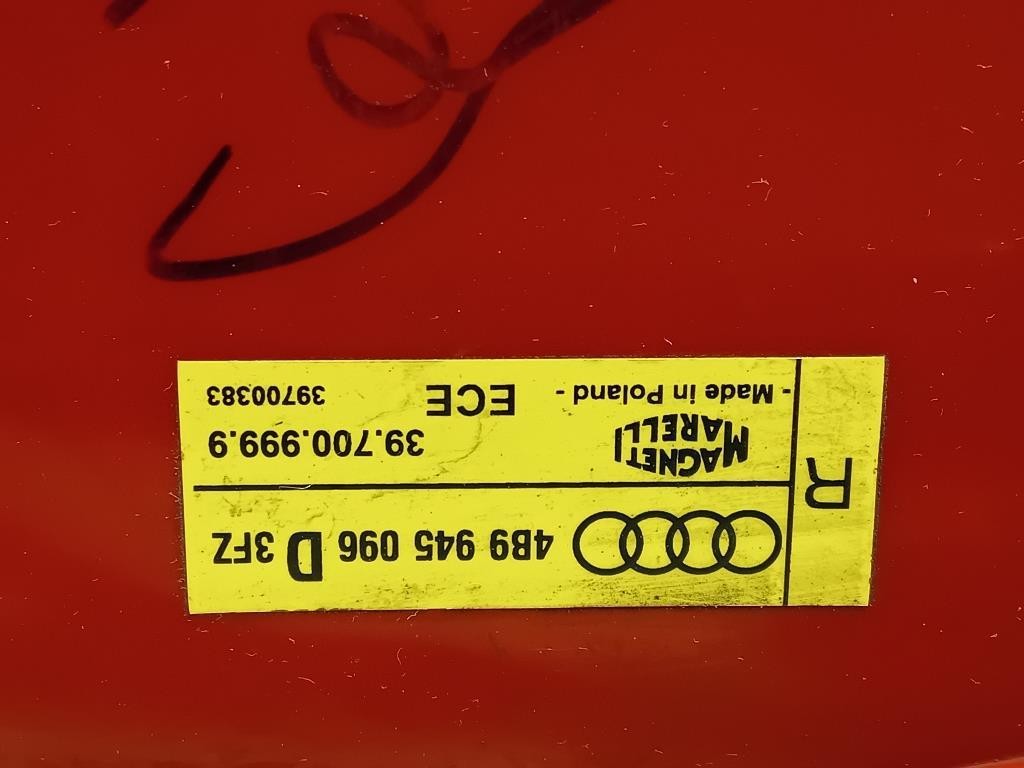 R
4B9 945 096 D 3FZ
MAGNETI
MARELLI
39.700.999.9
- Made in Poland -
ECE
39700383